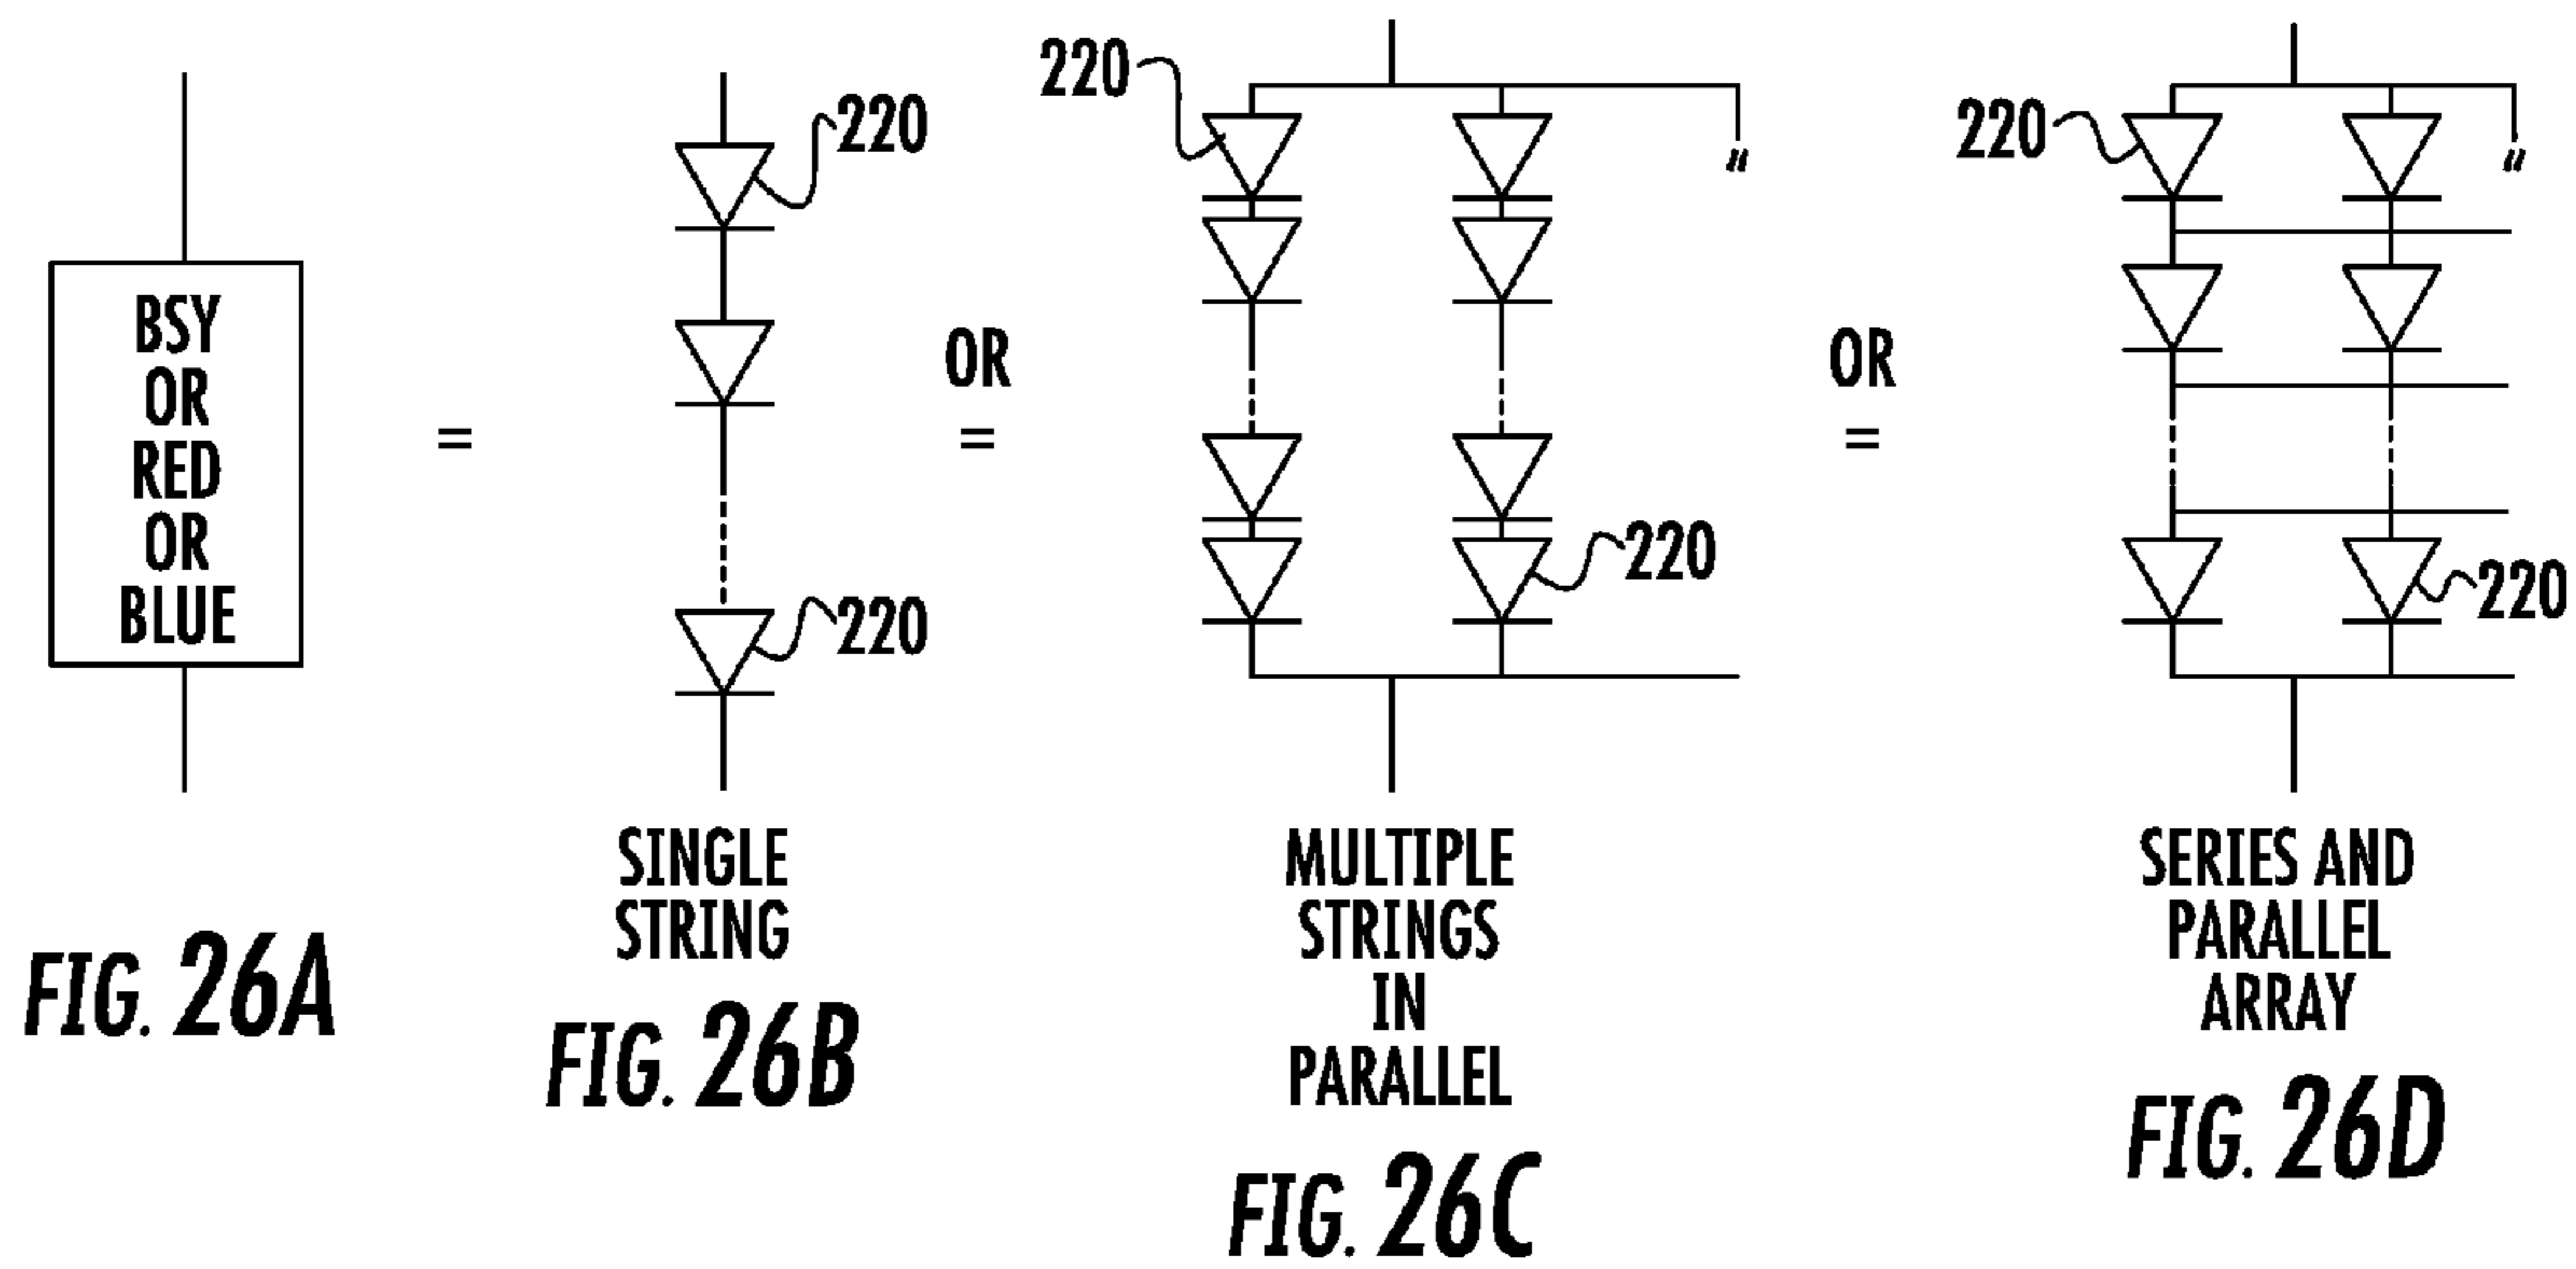 BSY
OR
RED
OR
BLUE
FIG. 26A
=
220
220
SINGLE
STRING
FIG. 26B
OR
=
220
"
220
MULTIPLE
STRINGS
IN
PARALLEL
FIG. 26C
OR
=
220
"
220
SERIES AND
PARALLEL
ARRAY
FIG. 26D